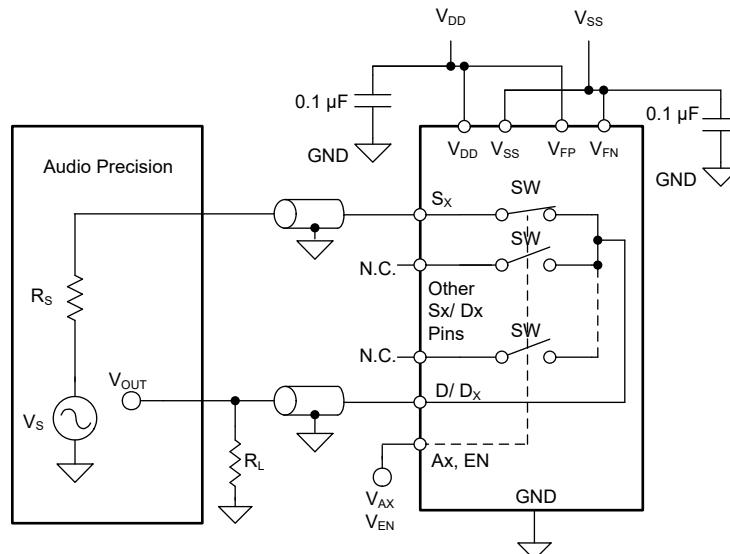 V_DD
V_SS
0.1 µF
0.1 µF
GND
GND
V_DD
V_SS
V_FP
V_FN
Audio Precision
S_X
SW
N.C.
SW
Other
Sx/ Dx
Pins
R_S
SW
N.C.
V_OUT
D/ D_X
V_S
R_L
Ax, EN
V_AX
V_EN
GND